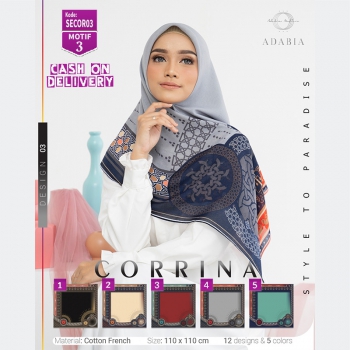 Kode:
SECOR03
MOTIF
3
CASH ON
DELIVERY
ADABIA
DESIGN 03
STYLE TO PARADISE
CORRINA
1 2 3 4 5
Material: Cotton French Size: 110 x 110 cm 12 designs & 5 colors